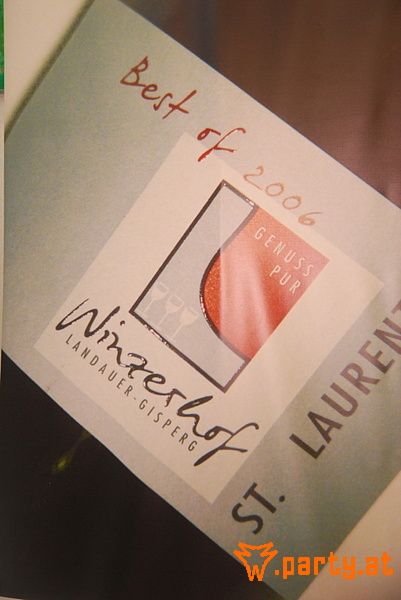 Best of 2006
GENUSS
PUR
Winzerhof
LANDAUER-GISPERG
ST. LAURENT
.party.at